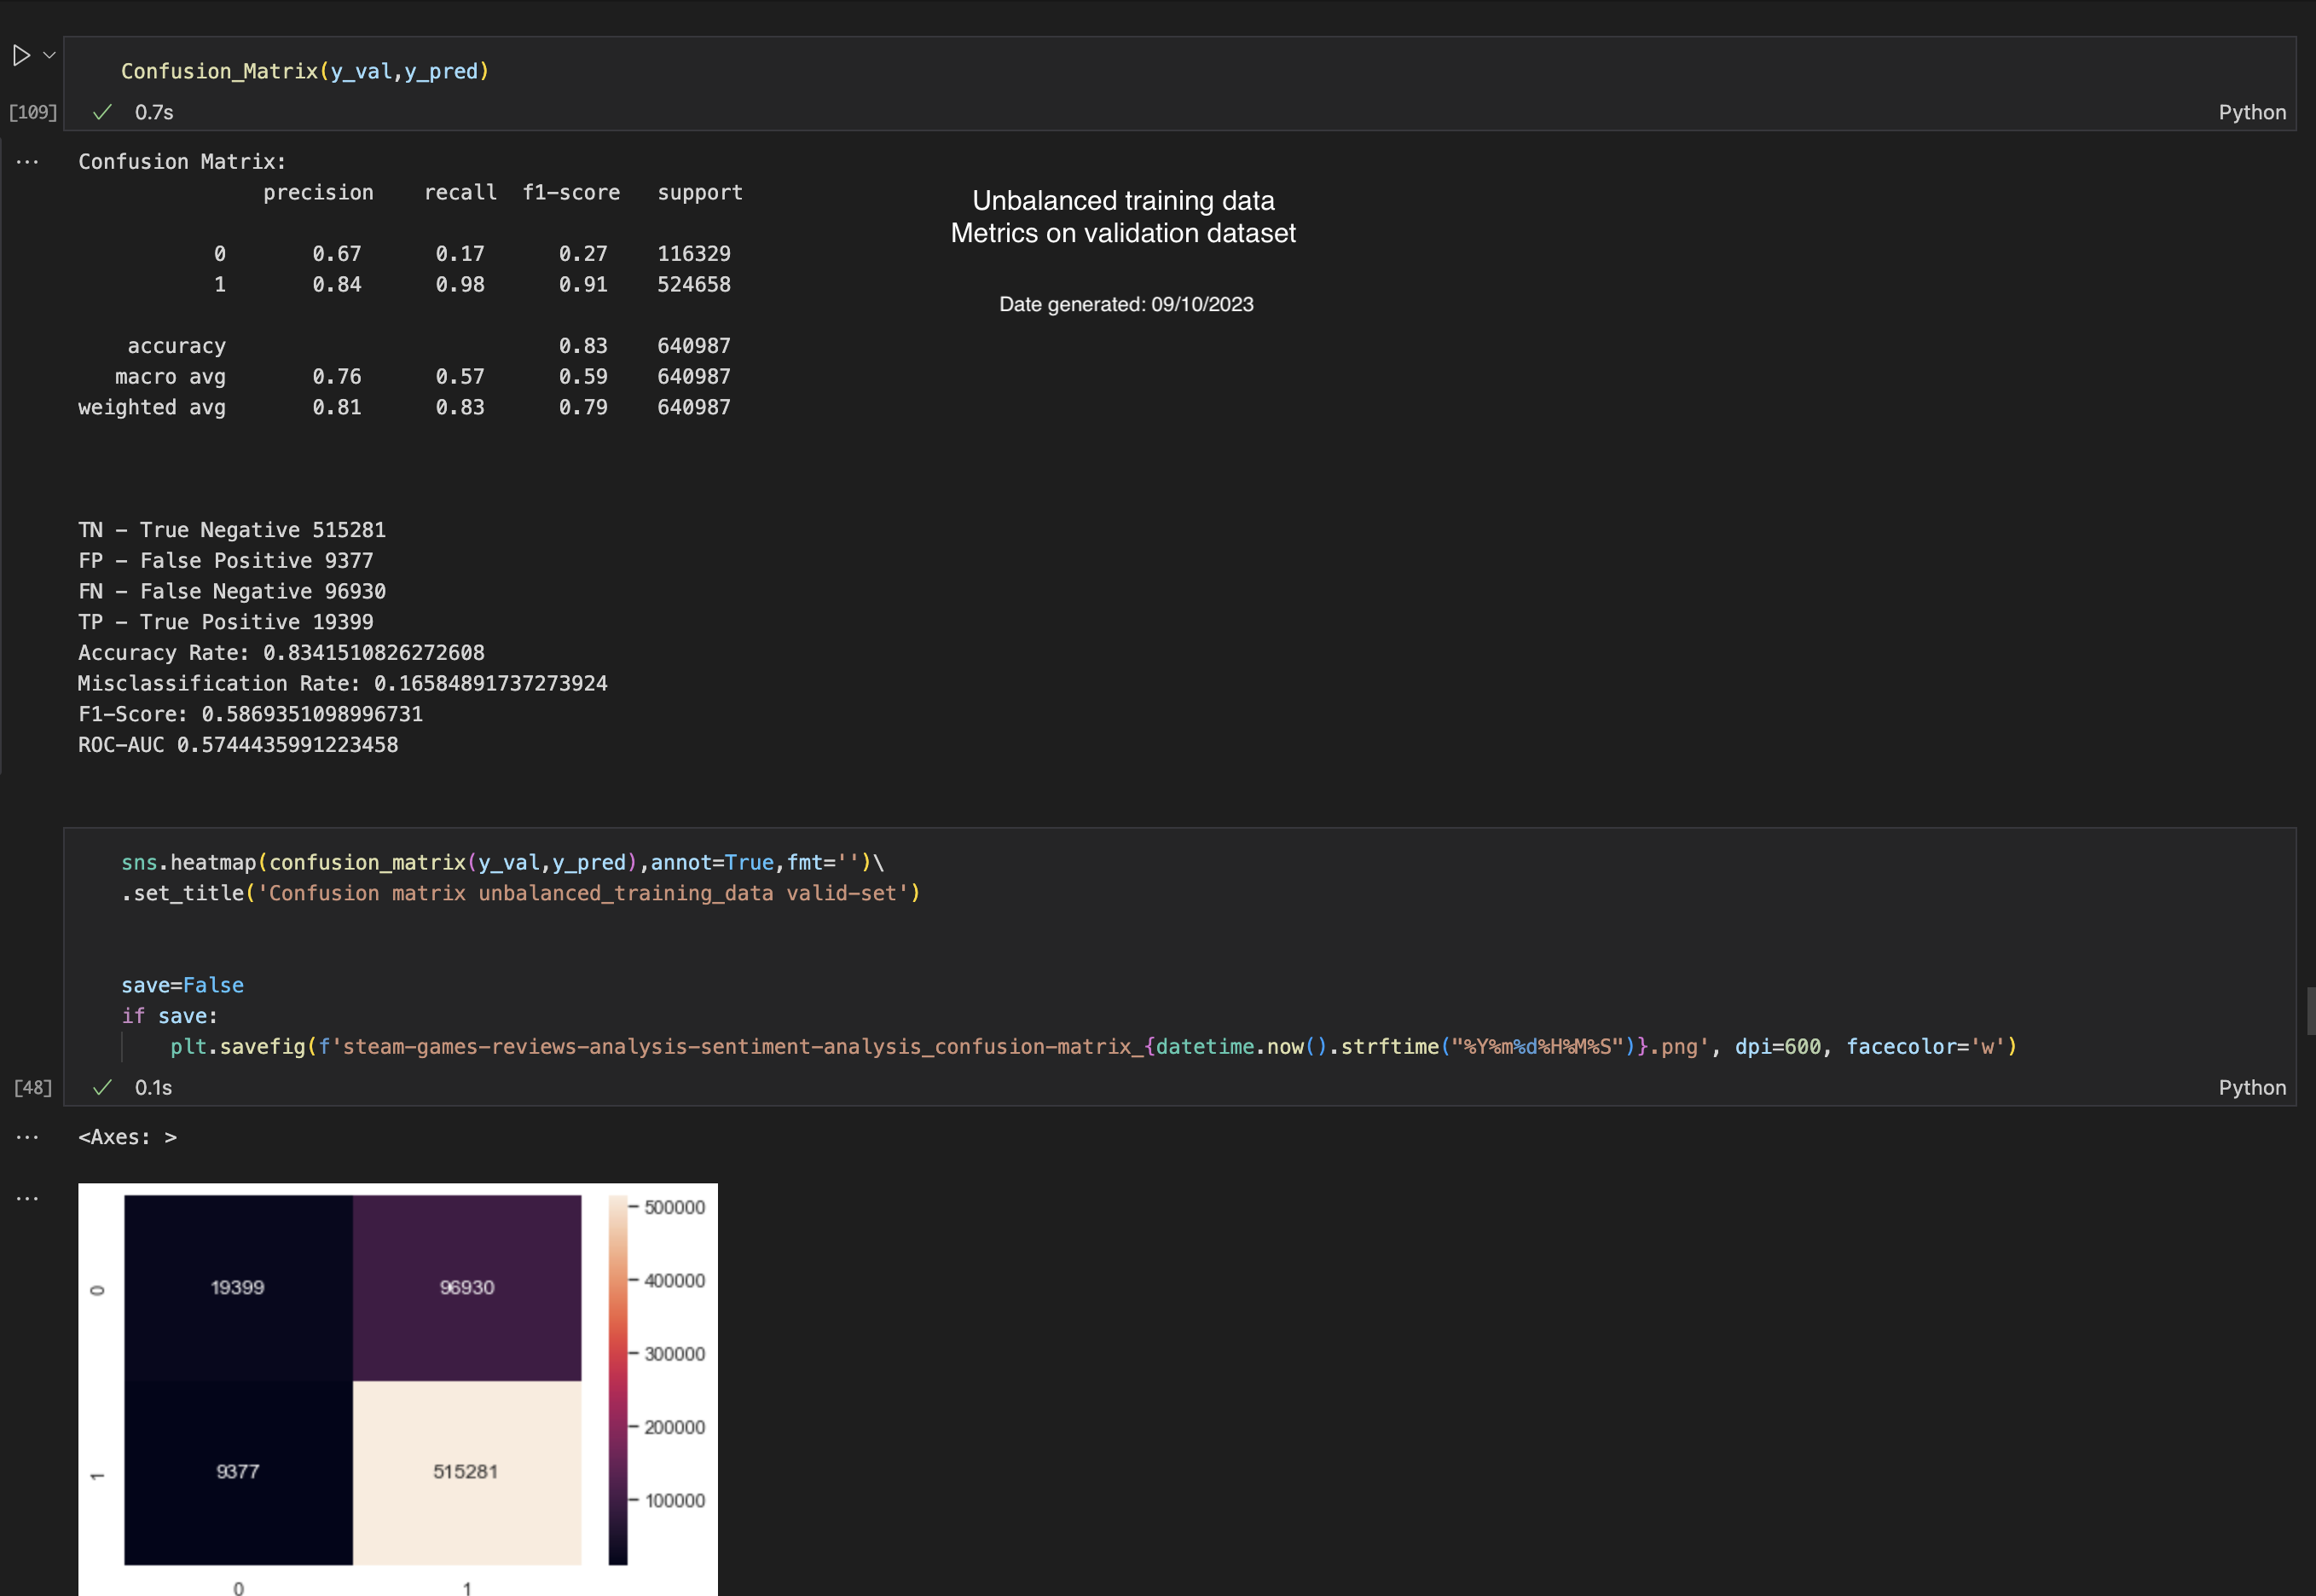 Confusion_Matrix(y_val,y_pred)
[109]
0.7s
Python
Confusion Matrix:
precision recall f1-score support
0 0.67 0.17 0.27 116329
1 0.84 0.98 0.91 524658
accuracy 0.83 640987
macro avg 0.76 0.57 0.59 640987
weighted avg 0.81 0.83 0.79 640987
Unbalanced training data
Metrics on validation dataset
Date generated: 09/10/2023
TN - True Negative 515281
FP - False Positive 9377
FN - False Negative 96930
TP - True Positive 19399
Accuracy Rate: 0.8341510826272608
Misclassification Rate: 0.16584891737273924
F1-Score: 0.5869351098996731
ROC-AUC 0.5744435991223458
sns.heatmap(confusion_matrix(y_val,y_pred),annot=True,fmt='')\
.set_title('Confusion matrix unbalanced_training_data valid-set')
save=False
if save:
plt.savefig(f'steam-games-reviews-analysis-sentiment-analysis_confusion-matrix_{datetime.now().strftime("%Y%m%d%H%M%S")}.png', dpi=600, facecolor='w')
[48]
0.1s
Python
<Axes: >
0
19399
96930
1
9377
515281
0
1
500000
400000
300000
200000
100000